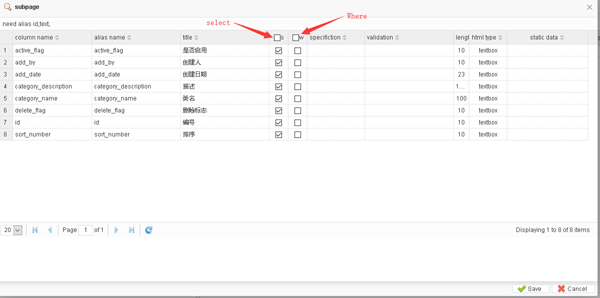 subpage
select
Where
need alias id,text,
column name alias name title s w specifiction validation lengt html type static data
1 active_flag active_flag 是否启用 10 textbox
2 add_by add_by 创建人 10 textbox
3 add_date add_date 创建日期 23 textbox
4 category_description category_description 描述 1... textbox
5 category_name category_name 类名 100 textbox
6 delete_flag delete_flag 删除标志 10 textbox
7 id id 编号 10 textbox
8 sort_number sort_number 排序 10 textbox
20 Page 1 of 1 Displaying 1 to 8 of 8 items
Save Cancel